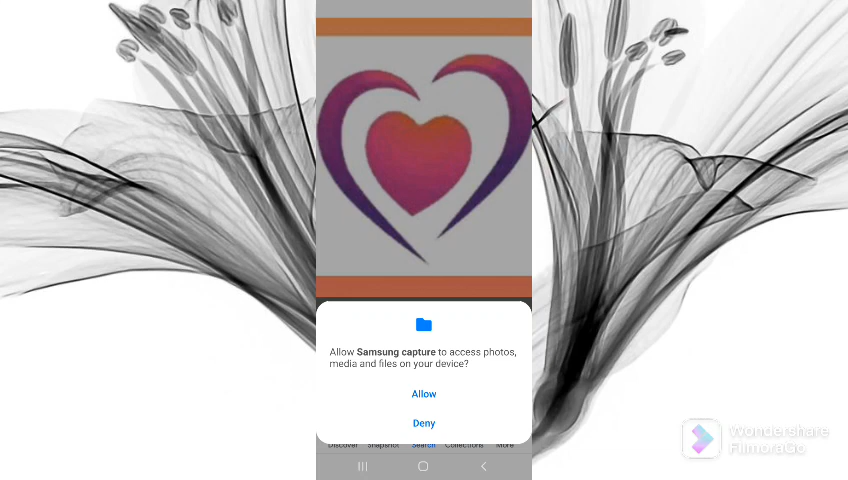 Allow Samsung capture to access photos,
media and files on your device?
Allow
Deny
Discover Snapshot Search Collections More
Wondershare
FilmoraGo